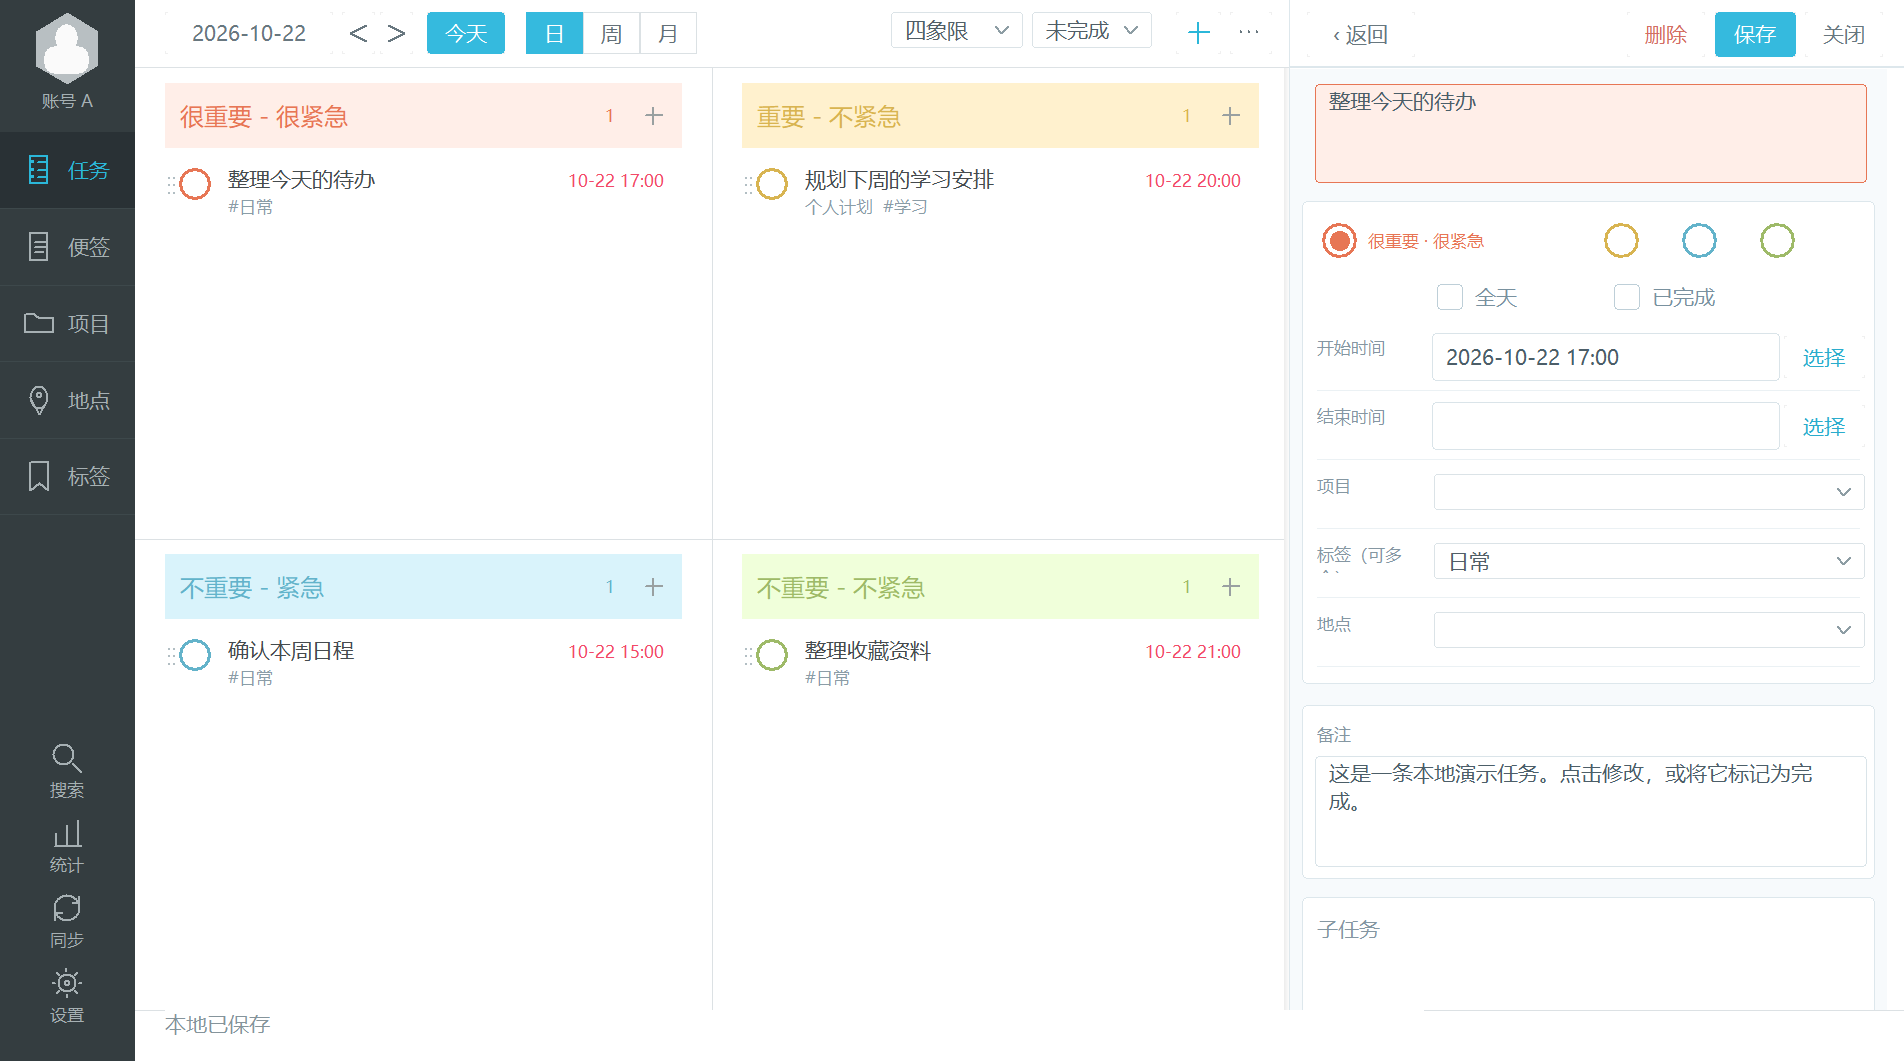 账号 A
任务
便签
项目
地点
标签
搜索
统计
同步
设置
2026-10-22
<
>
今天
日
周
月
四象限
未完成
+
···
很重要 - 很紧急
1
+
整理今天的待办
10-22 17:00
#日常
重要 - 不紧急
1
+
规划下周的学习安排
10-22 20:00
个人计划 #学习
不重要 - 紧急
1
+
确认本周日程
10-22 15:00
#日常
不重要 - 不紧急
1
+
整理收藏资料
10-22 21:00
#日常
本地已保存
‹ 返回
删除
保存
关闭
整理今天的待办
很重要 · 很紧急
全天
已完成
开始时间
2026-10-22 17:00
选择
结束时间
选择
项目
标签（可多
日常
地点
备注
这是一条本地演示任务。点击修改，或将它标记为完
成。
子任务